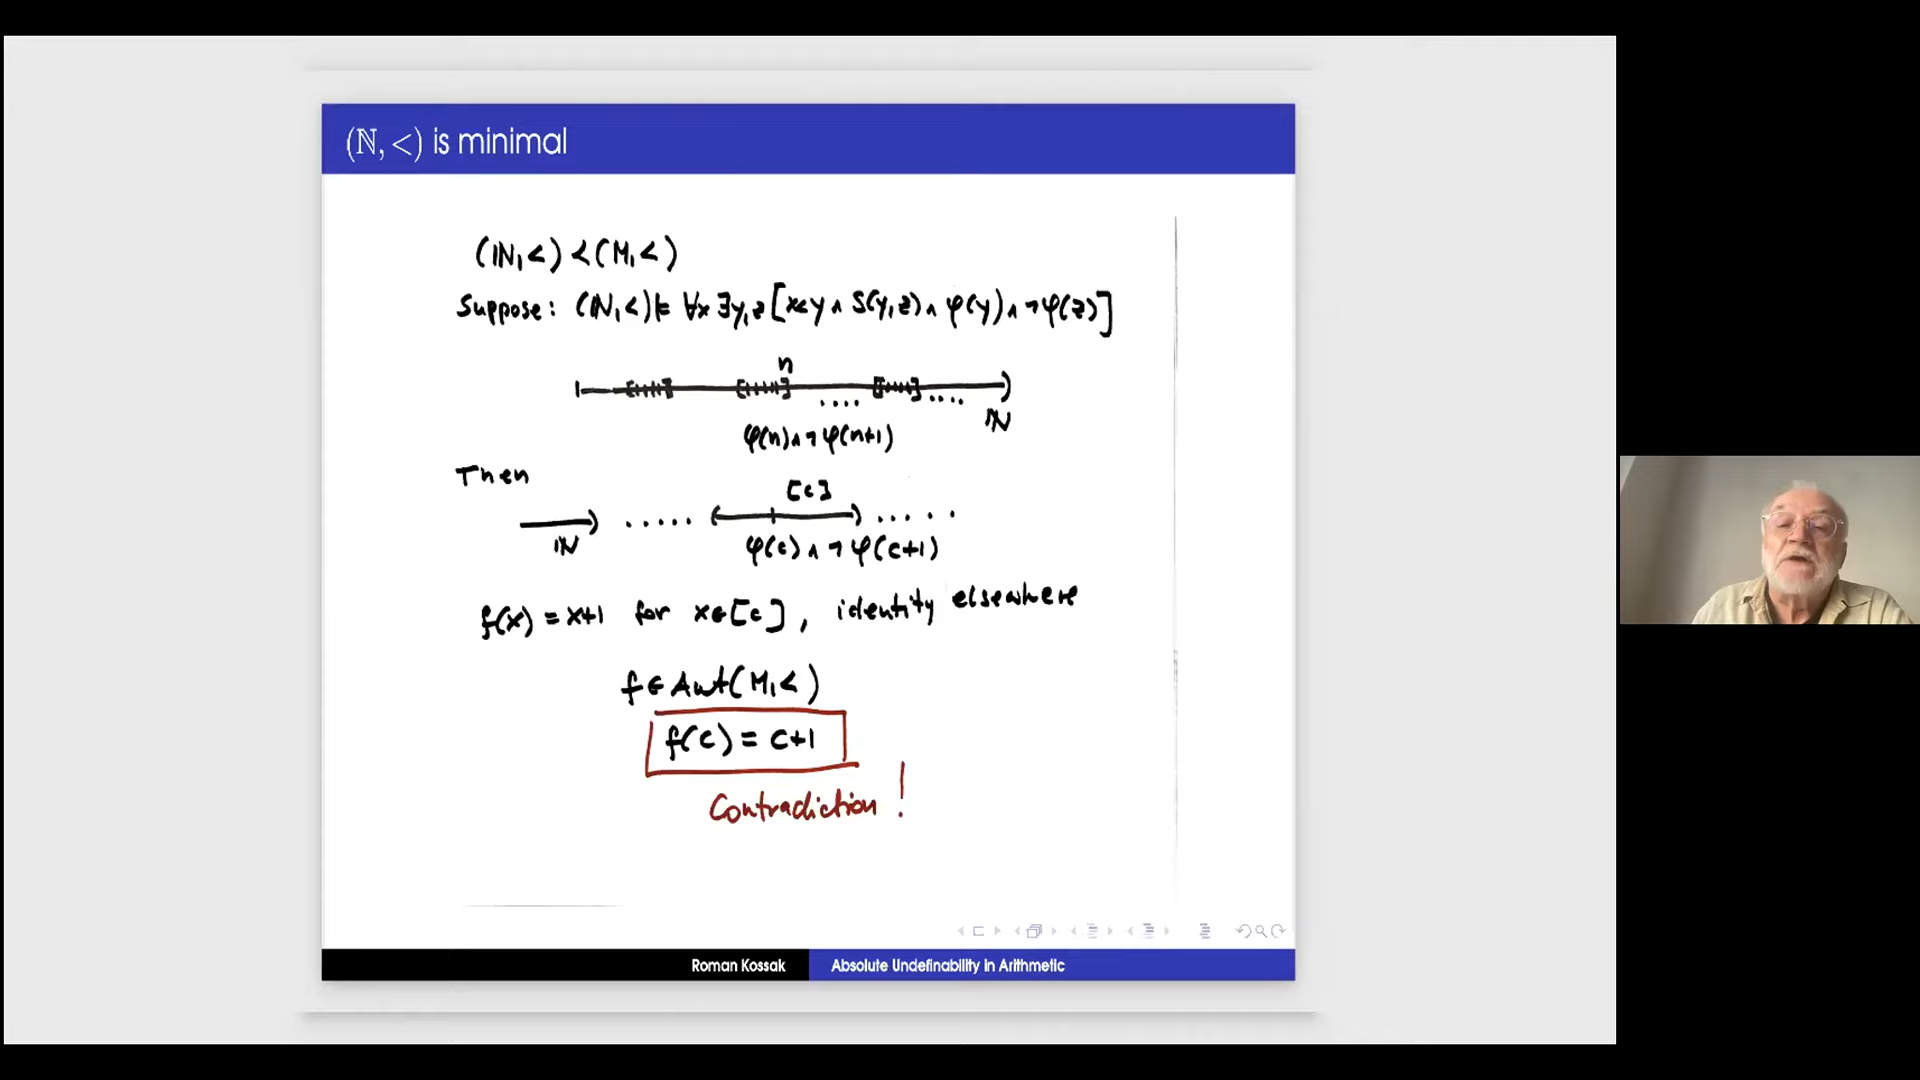 (ℕ, <) is minimal
(ℕ, <) ≺ (M, <)
Suppose: (ℕ, <) ⊨ ∀x ∃y,z [x<y ∧ S(y,z) ∧ φ(y) ∧ ¬φ(z)]
n
.... ....
ℕ
φ(n) ∧ ¬φ(n+1)
Then
[c]
..... .....
ℕ
φ(c) ∧ ¬φ(c+1)
f(x) = x+1 for x∈[c], identity elsewhere
f ∈ Aut(M, <)
f(c) = c+1
Contradiction !
Roman Kossak
Absolute Undefinability in Arithmetic